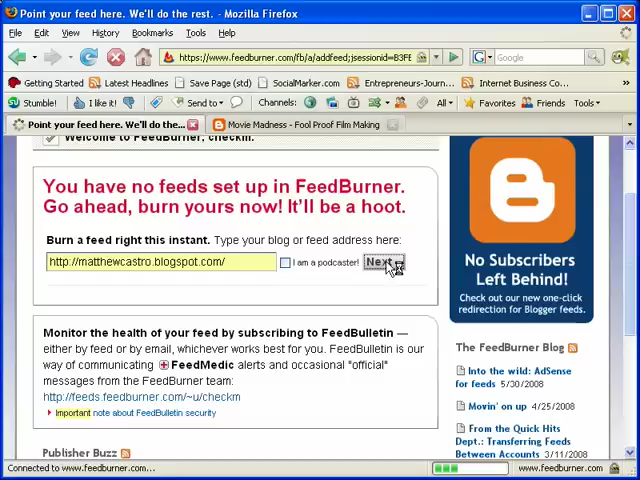 Point your feed here. We'll do the rest. - Mozilla Firefox
File Edit View History Bookmarks Tools Help
https://www.feedburner.com/fb/a/addfeed;jsessionid=B3FE
Google
Getting Started Latest Headlines Save Page (std) SocialMarker.com Entrepreneurs-Journ... Internet Business Co...
Stumble! I like it! Send to Channels: All Favorites Friends Tools
Point your feed here. We'll do the... Movie Madness - Fool Proof Film Making
Welcome to FeedBurner, checkm.
You have no feeds set up in FeedBurner.
Go ahead, burn yours now! It'll be a hoot.
Burn a feed right this instant. Type your blog or feed address here:
http://matthewcastro.blogspot.com/ I am a podcaster! Next
Monitor the health of your feed by subscribing to FeedBulletin —
either by feed or by email, whichever works best for you. FeedBulletin is our
way of communicating FeedMedic alerts and occasional "official"
messages from the FeedBurner team:
http://feeds.feedburner.com/~u/checkm
Important note about FeedBulletin security
Publisher Buzz
No Subscribers
Left Behind!
Check out our new one-click
redirection for Blogger feeds.
The FeedBurner Blog
Into the wild: AdSense
for feeds 5/30/2008
Movin' on up 4/25/2008
From the Quick Hits
Dept.: Transferring Feeds
Between Accounts 3/11/2008
Connected to www.feedburner.com... www.feedburner.com